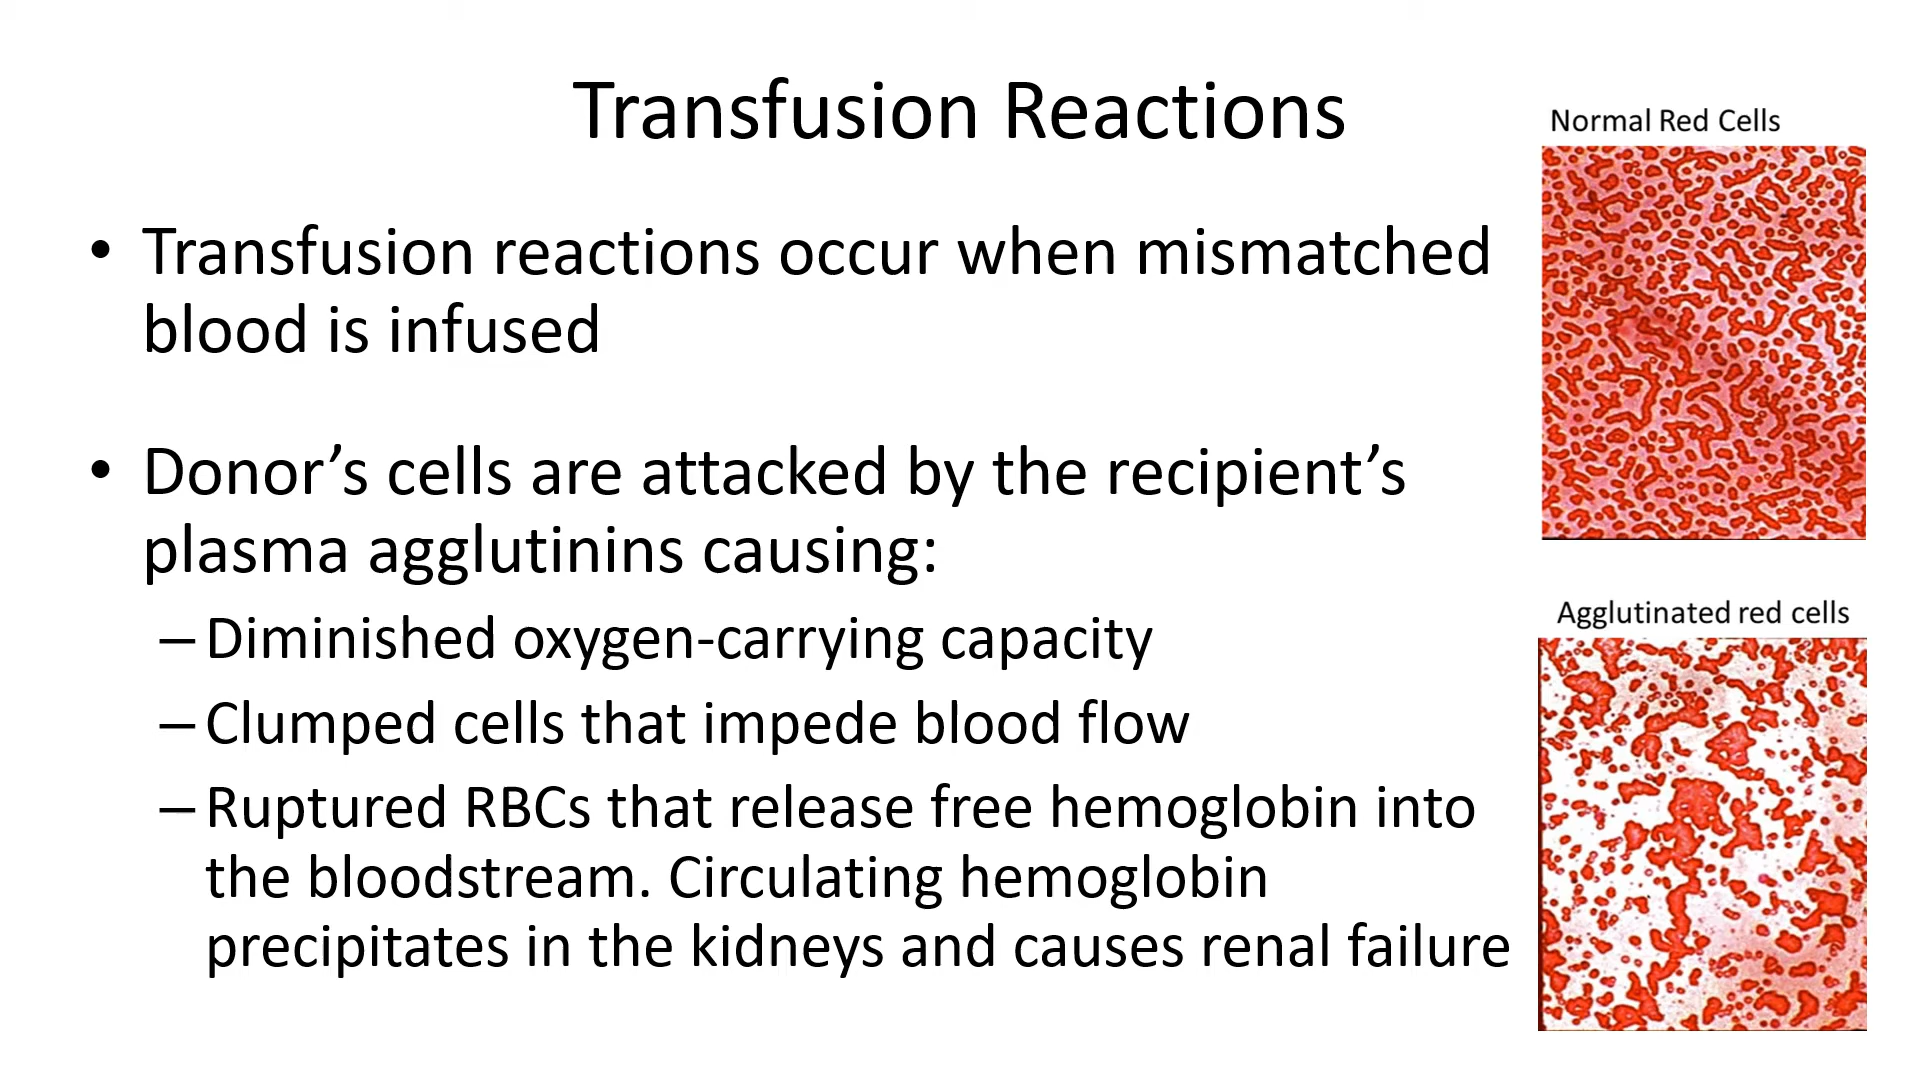 Transfusion Reactions
• Transfusion reactions occur when mismatched
blood is infused
• Donor’s cells are attacked by the recipient’s
plasma agglutinins causing:
– Diminished oxygen-carrying capacity
– Clumped cells that impede blood flow
– Ruptured RBCs that release free hemoglobin into
the bloodstream. Circulating hemoglobin
precipitates in the kidneys and causes renal failure
Normal Red Cells
Agglutinated red cells